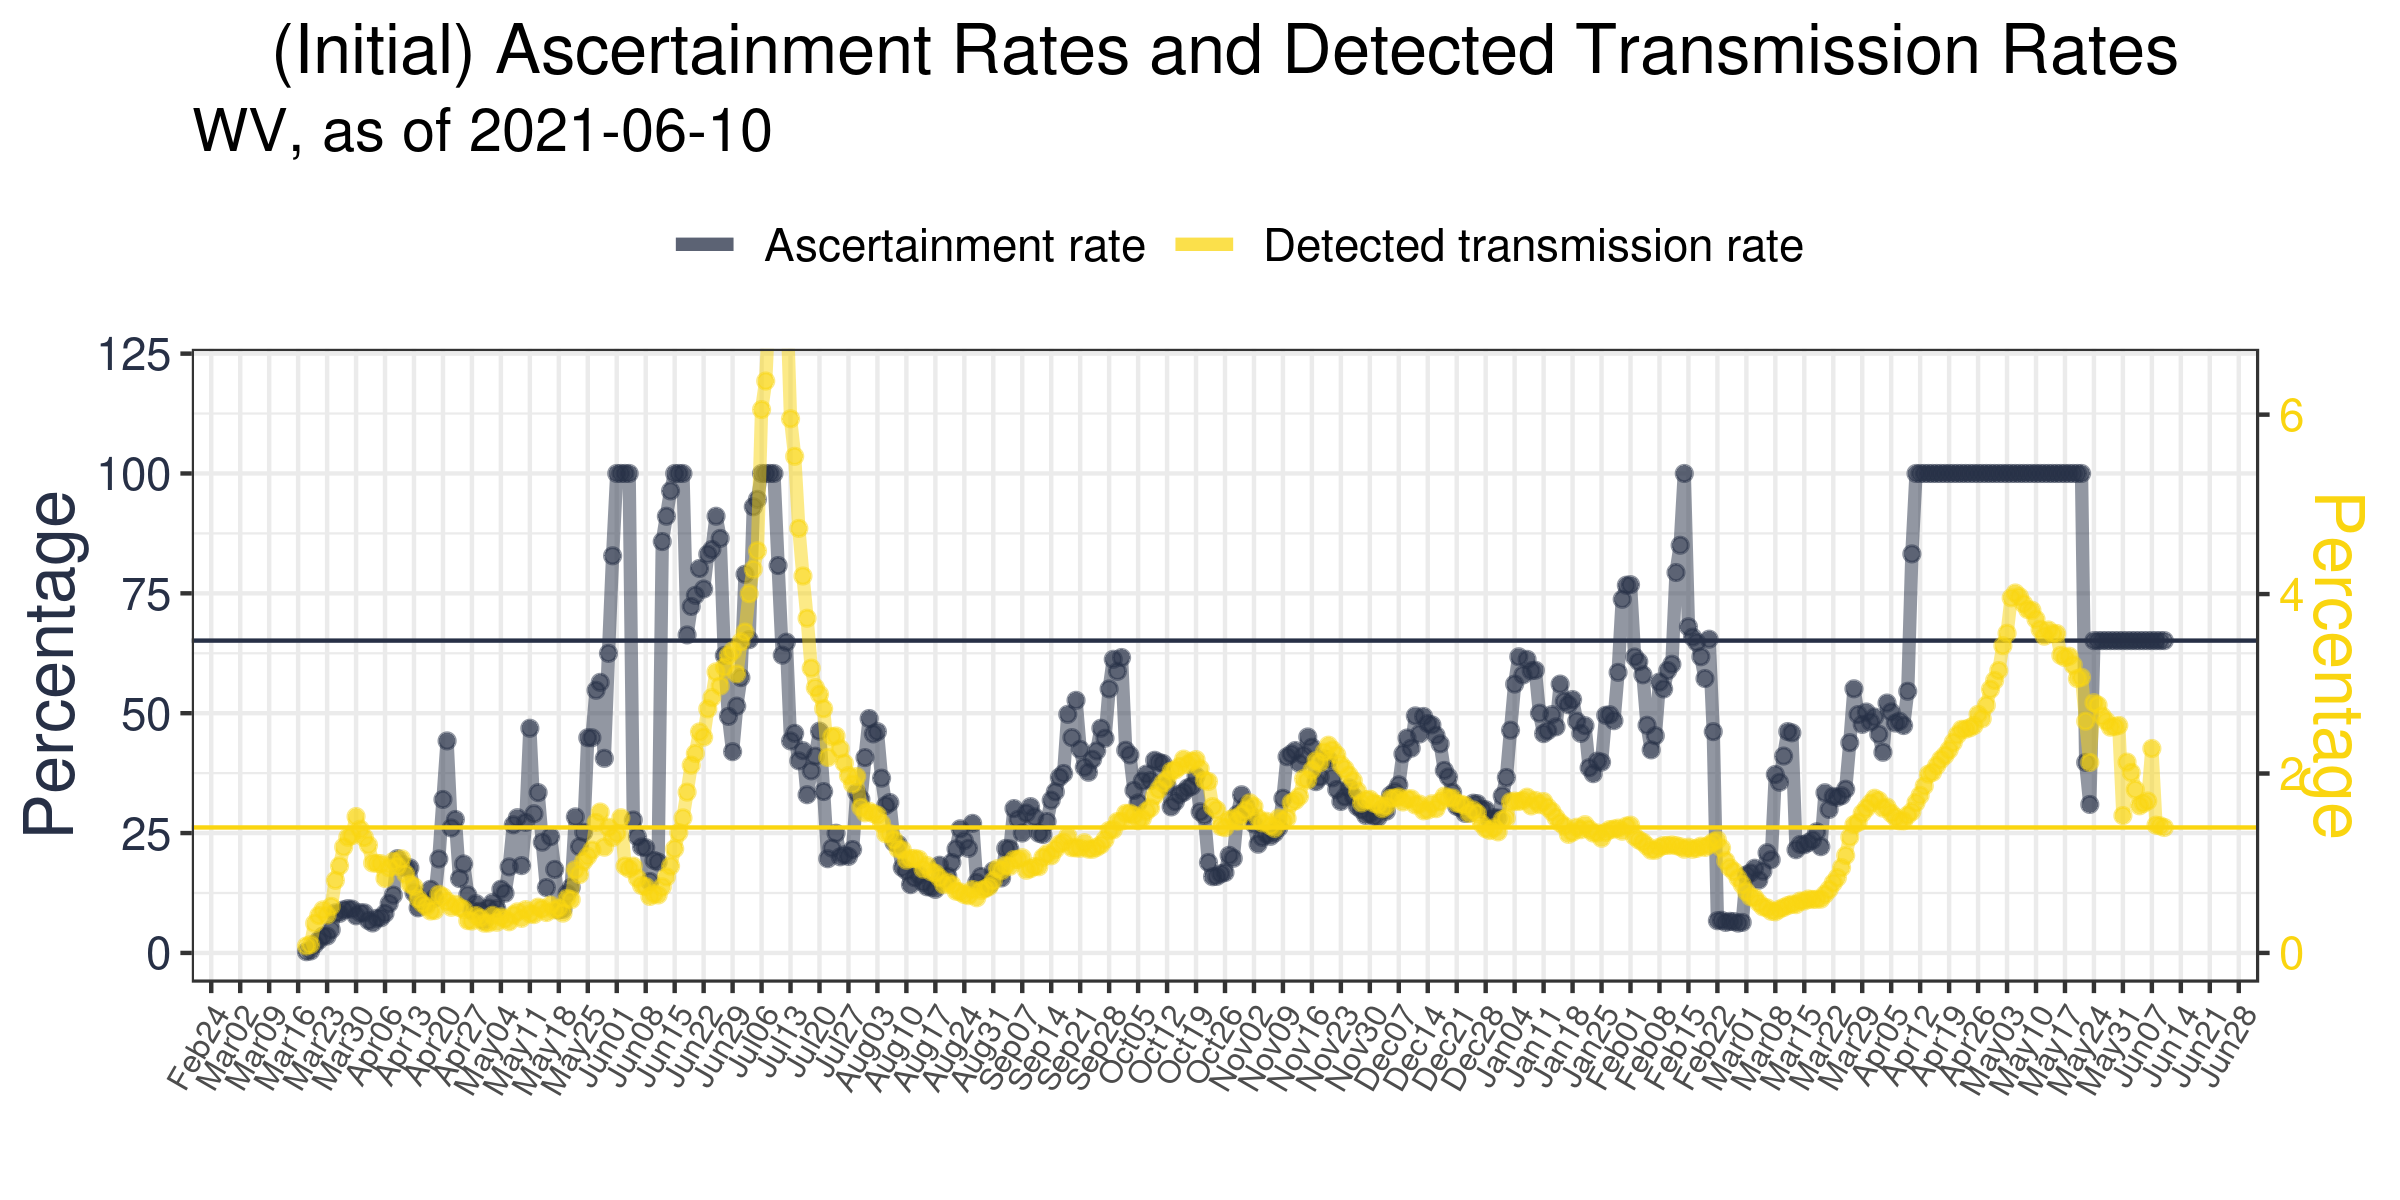 (Initial) Ascertainment Rates and Detected Transmission Rates
WV, as of 2021-06-10
Ascertainment rate
Detected transmission rate
Percentage
125
100
75
50
25
0
6
4
2
0
Percentage
Feb24
Mar02
Mar09
Mar16
Mar23
Mar30
Apr06
Apr13
Apr20
Apr27
May04
May11
May18
May25
Jun01
Jun08
Jun15
Jun22
Jun29
Jul06
Jul13
Jul20
Jul27
Aug03
Aug10
Aug17
Aug24
Aug31
Sep07
Sep14
Sep21
Sep28
Oct05
Oct12
Oct19
Oct26
Nov02
Nov09
Nov16
Nov23
Nov30
Dec07
Dec14
Dec21
Dec28
Jan04
Jan11
Jan18
Jan25
Feb01
Feb08
Feb15
Feb22
Mar01
Mar08
Mar15
Mar22
Mar29
Apr05
Apr12
Apr19
Apr26
May03
May10
May17
May24
May31
Jun07
Jun14
Jun21
Jun28